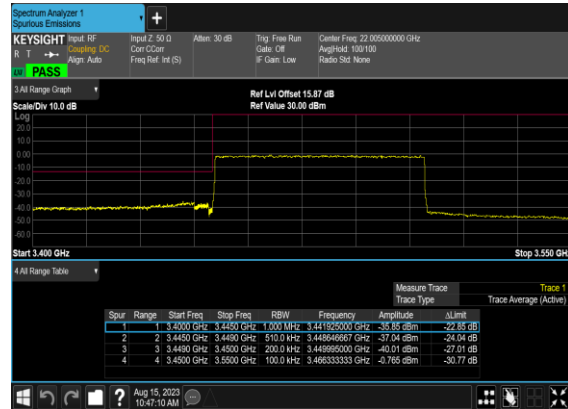 Spectrum Analyzer 1
Spurious Emissions
+
KEYSIGHT Input: RF Input Z: 50 Ω Atten: 30 dB Trig: Free Run Center Freq: 22.005000000 GHz
R T Coupling: DC Corr CCorr Gate: Off Avg|Hold: 100/100
Align: Auto Freq Ref: Int (S) IF Gain: Low Radio Std: None
LW PASS
3 All Range Graph
Ref Lvl Offset 15.87 dB
Scale/Div 10.0 dB Ref Value 30.00 dBm
Log
20.0
10.0
0.00
-10.0
-20.0
-30.0
-40.0
-50.0
-60.0
Start 3.400 GHz Stop 3.550 GHz
4 All Range Table
Measure Trace Trace 1
Trace Type Trace Average (Active)
Spur Range Start Freq Stop Freq RBW Frequency Amplitude ΔLimit
1 1 3.4000 GHz 3.4450 GHz 1.000 MHz 3.441925000 GHz -35.85 dBm -22.85 dB
2 2 3.4450 GHz 3.4490 GHz 510.0 kHz 3.448646667 GHz -37.04 dBm -24.04 dB
3 3 3.4490 GHz 3.4500 GHz 200.0 kHz 3.449995000 GHz -40.01 dBm -27.01 dB
4 4 3.4500 GHz 3.5500 GHz 100.0 kHz 3.466333333 GHz -0.765 dBm -30.77 dB
? Aug 15, 2023
10:47:10 AM